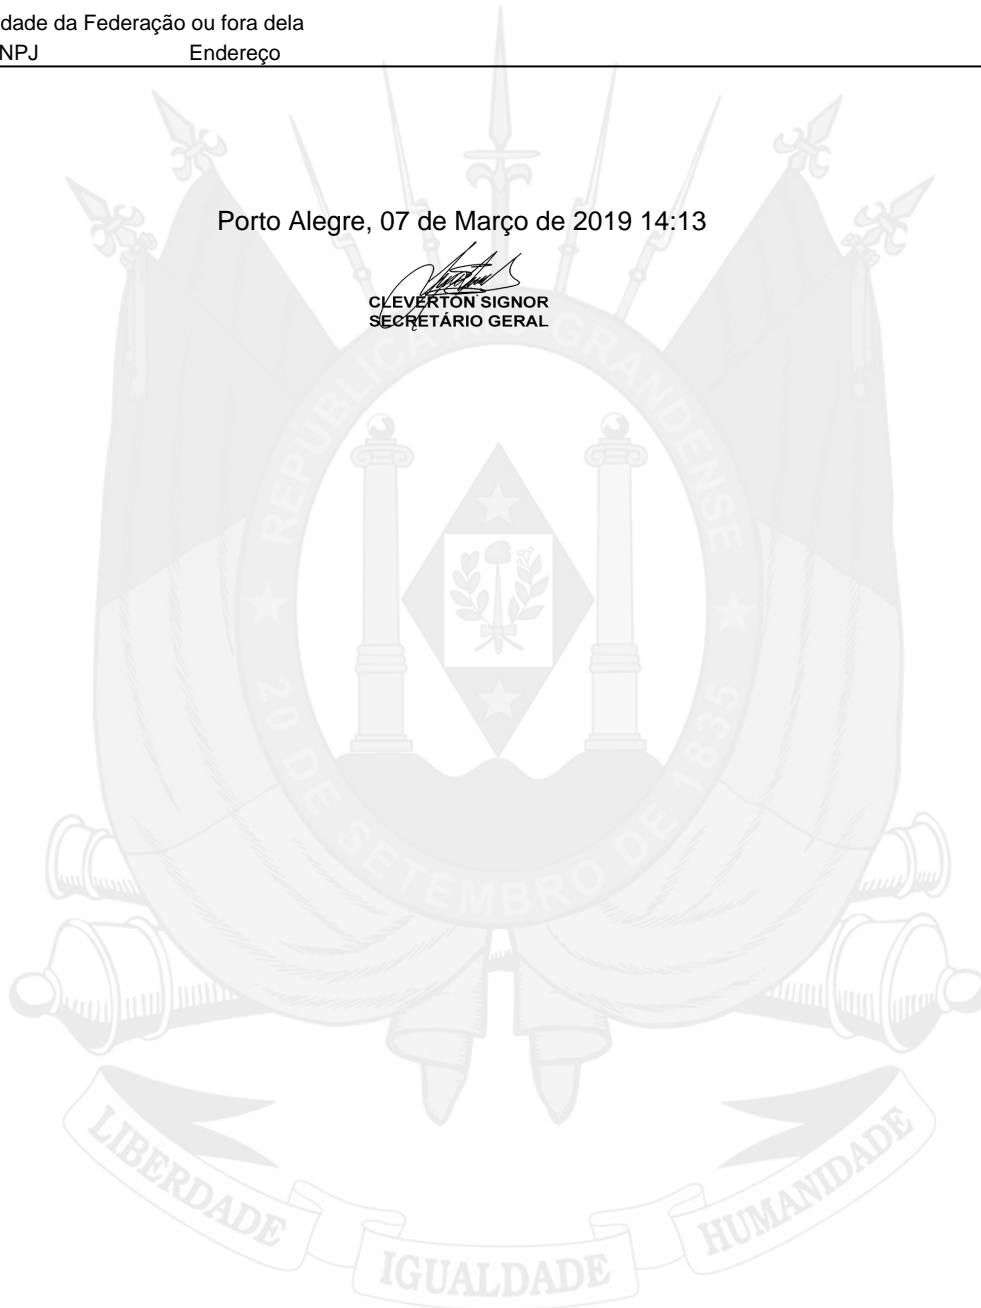 dade da Federação ou fora dela
NPJ Endereço
Porto Alegre, 07 de Março de 2019 14:13
CLEVERTON SIGNOR
SECRETÁRIO GERAL
REPÚBLICA RIO GRANDENSE
20 DE SETEMBRO DE 1835
LIBERDADE
IGUALDADE
HUMANIDADE